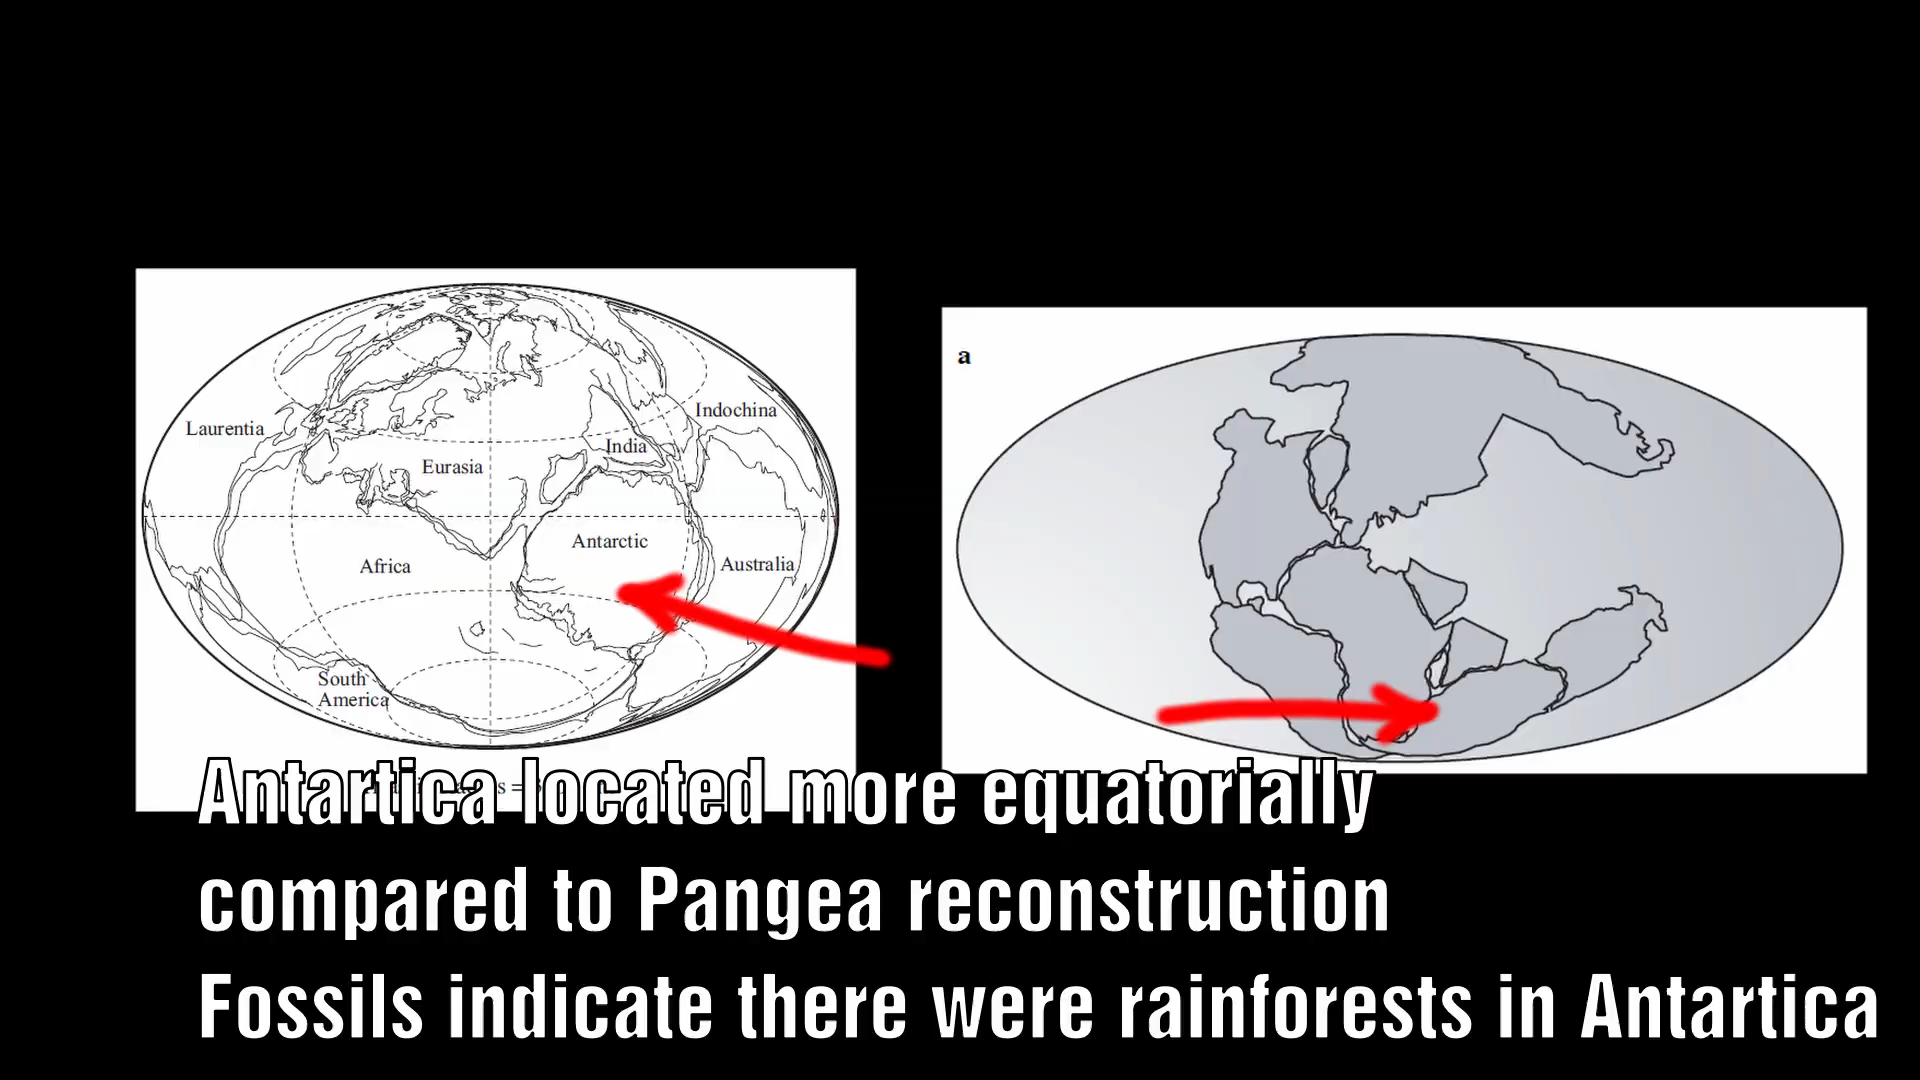 Laurentia
Indochina
India
Eurasia
Antarctic
Africa
Australia
South
America
a
Antartica located more equatorially
compared to Pangea reconstruction
Fossils indicate there were rainforests in Antartica